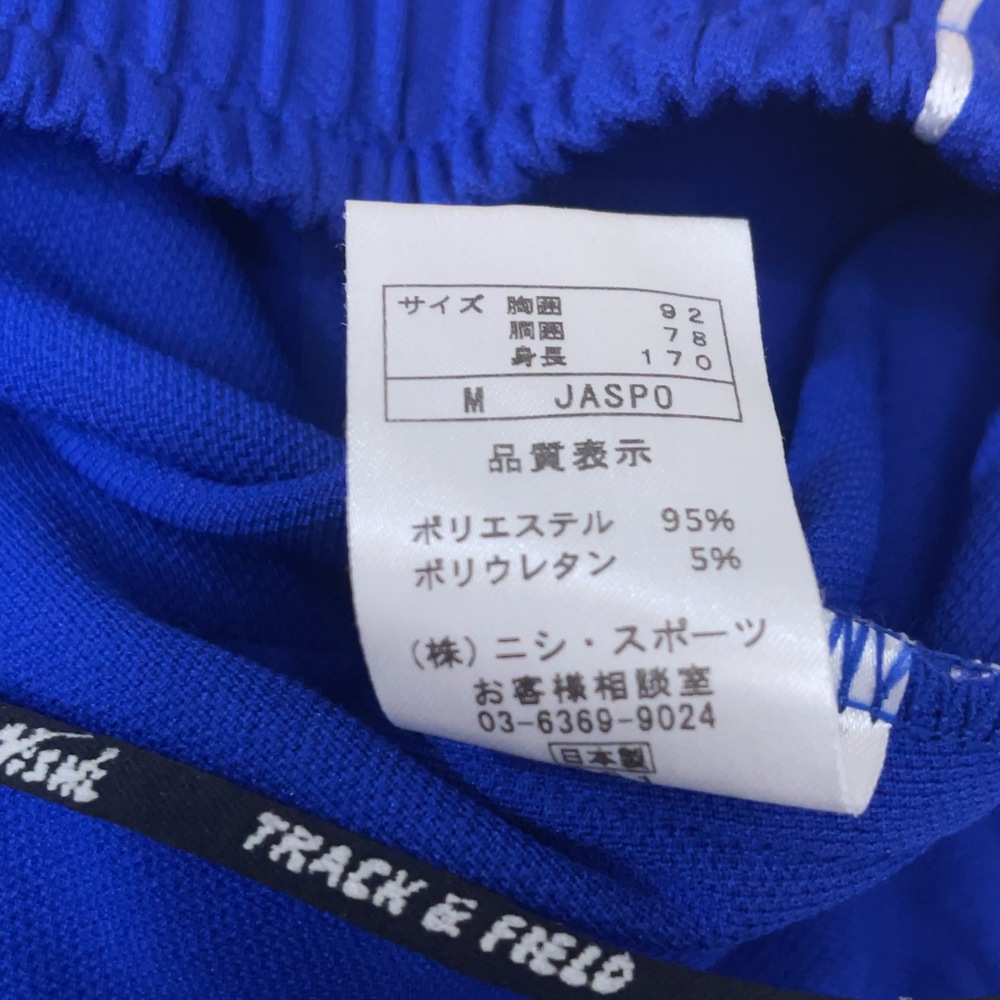 サイズ 胸囲 92
胴囲 78
身長 170
M JASPO
品質表示
ポリエステル 95%
ポリウレタン 5%
(株)ニシ・スポーツ
お客様相談室
03-6369-9024
日本製
NISHI TRACK & FIELD